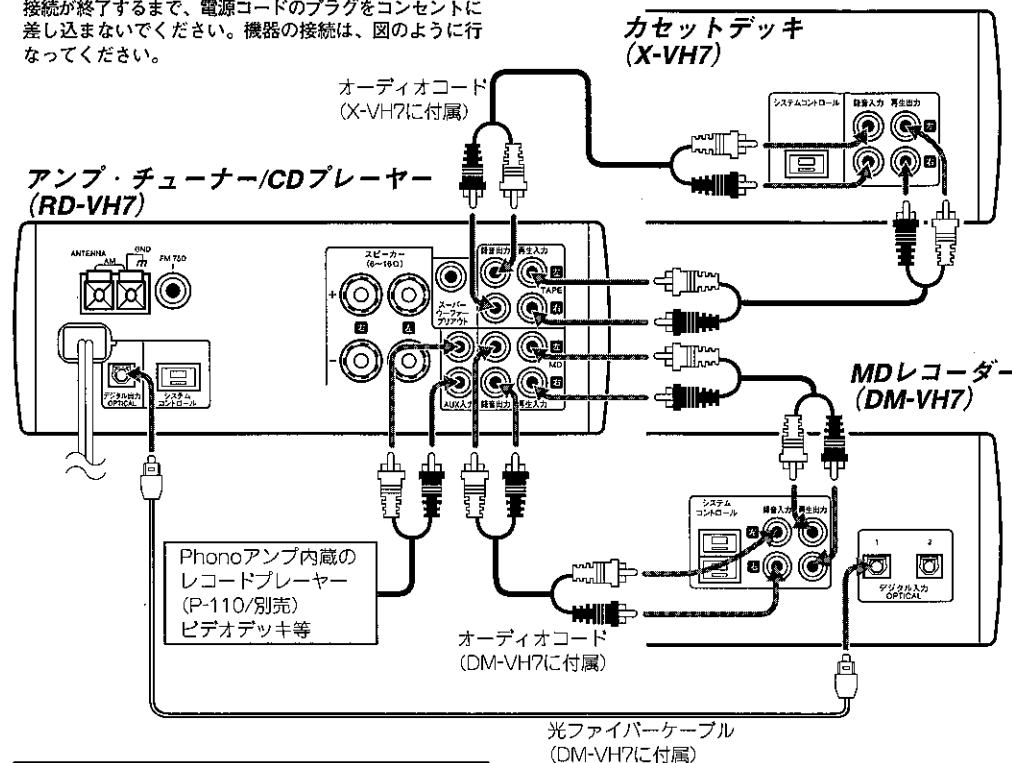 接続が終了するまで、電源コードのプラグをコンセントに
差し込まないでください。機器の接続は、図のように行
なってください。
カセットデッキ
(X-VH7)
オーディオコード
(X-VH7に付属)
システムコントロール
録音入力 再生出力
左
右
アンプ・チューナー/CDプレーヤー
(RD-VH7)
ANTENNA
AM
GND
FM 75Ω
スピーカー
(6〜16Ω)
+
−
右 左
スーパー
ウーファー
プリアウト
録音出力 再生入力
左
TAPE
右
左
MD
右
AUX入力 録音出力 再生入力
デジタル出力
OPTICAL
システム
コントロール
MDレコーダー
(DM-VH7)
システム
コントロール
録音入力 再生出力
左
右
1 2
デジタル入力
OPTICAL
Phonoアンプ内蔵の
レコードプレーヤー
(P-110/別売)
ビデオデッキ等
オーディオコード
(DM-VH7に付属)
光ファイバーケーブル
(DM-VH7に付属)